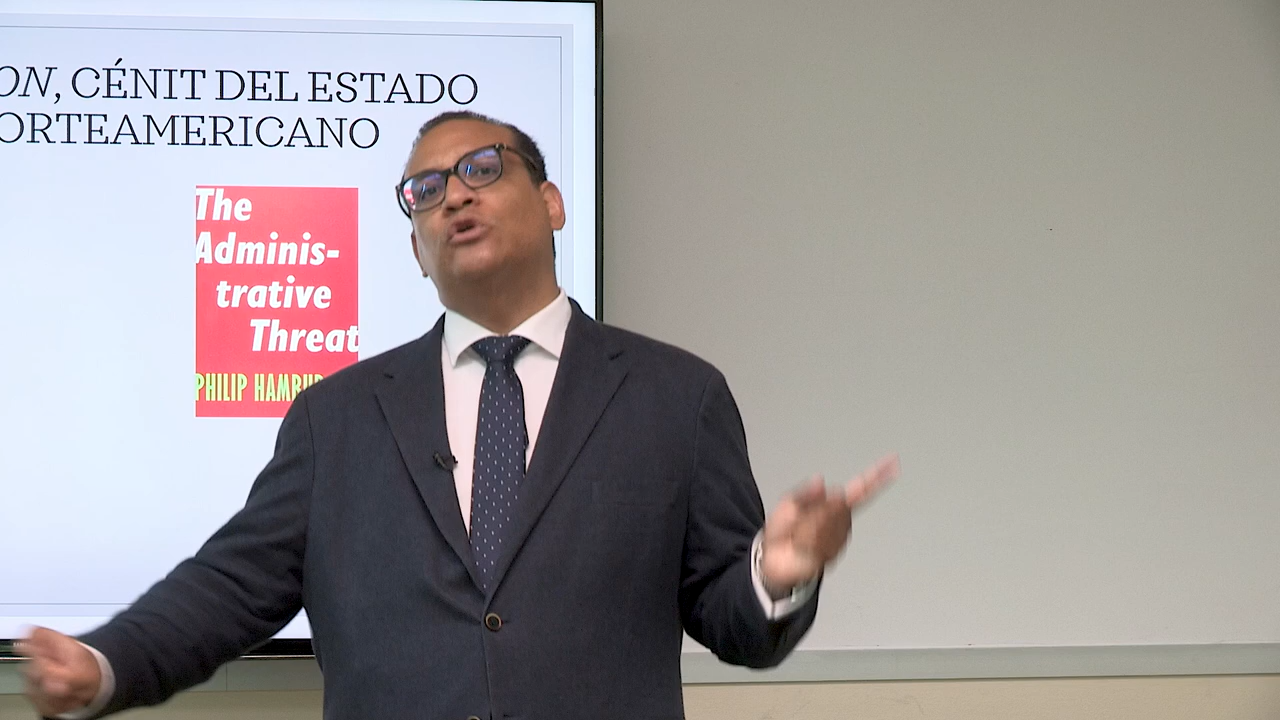 ON, CÉNIT DEL ESTADO
ORTEAMERICANO
The
Adminis-
trative
Threat
PHILIP HAMBUR